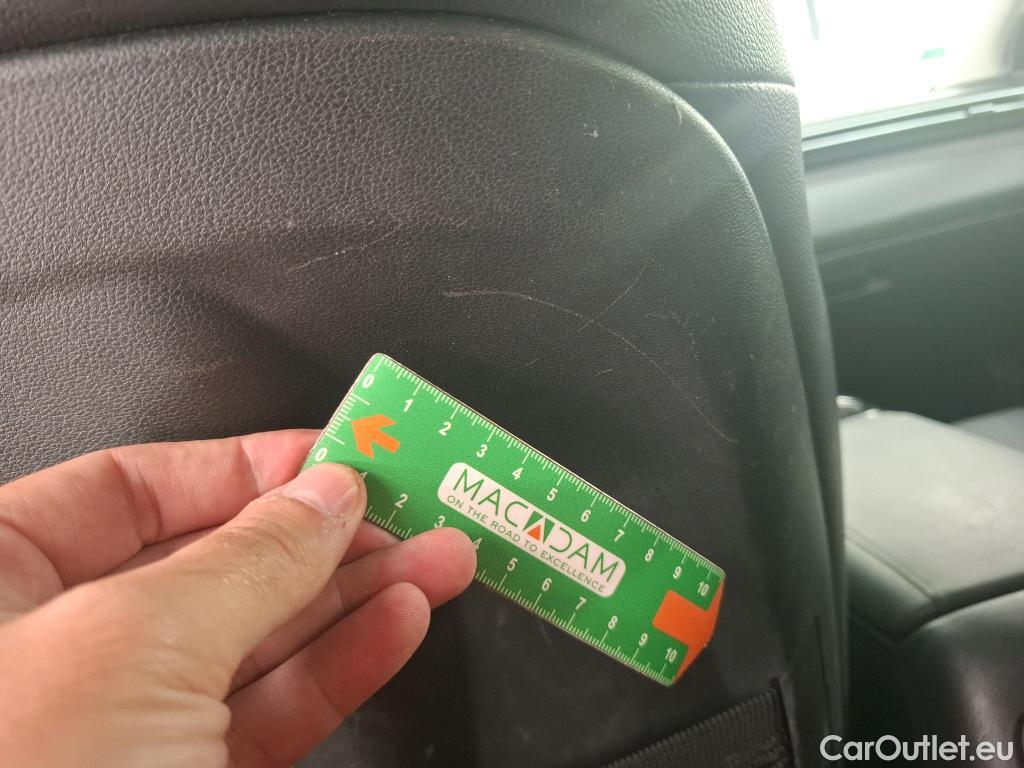 0 1 2 3 4 5 6 7 8 9 10
MACADAM
ON THE ROAD TO EXCELLENCE
0 2 3 4 5 6 7 8 9 10
CarOutlet.eu